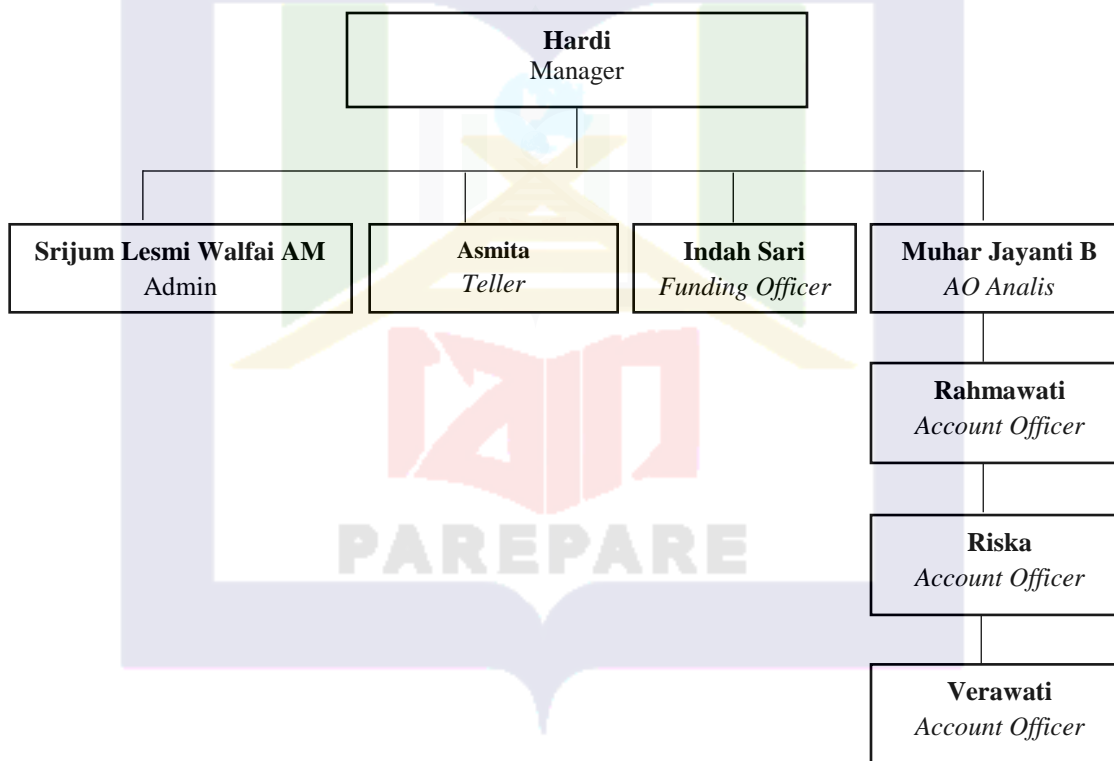 Hardi
Manager
Srijum Lesmi Walfai AM
Admin
Asmita
Teller
Indah Sari
Funding Officer
Muhar Jayanti B
AO Analis
Rahmawati
Account Officer
iain
PAREPARE
Riska
Account Officer
Verawati
Account Officer